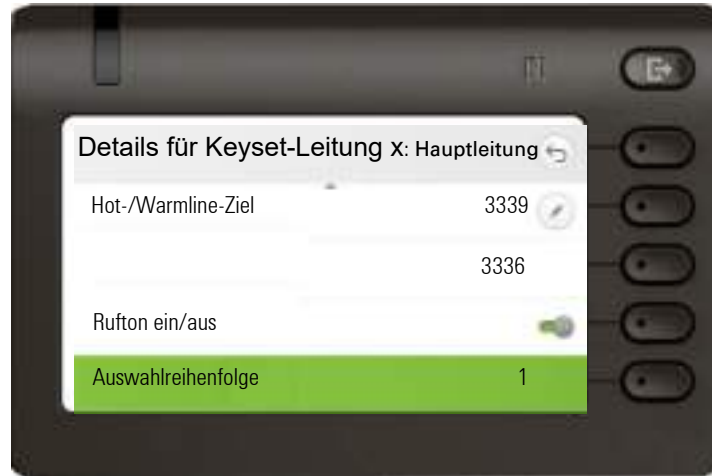 Details für Keyset-Leitung x: Hauptleitung
Hot-/Warmline-Ziel 3339
3336
Rufton ein/aus
Auswahlreihenfolge 1